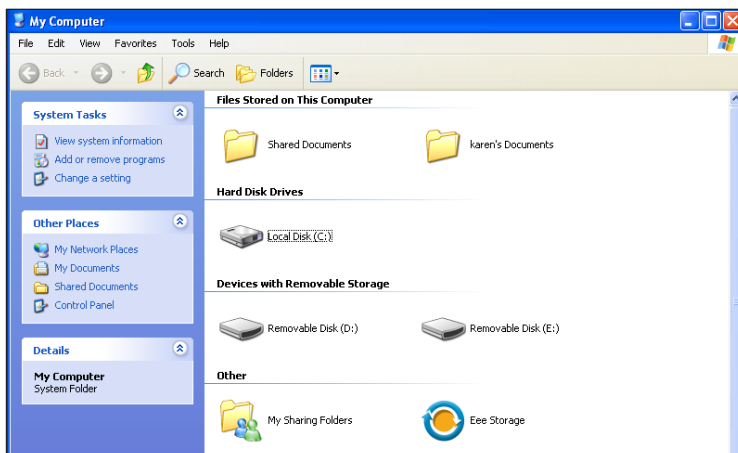 My Computer
File Edit View Favorites Tools Help
Back Search Folders
System Tasks
View system information
Add or remove programs
Change a setting
Other Places
My Network Places
My Documents
Shared Documents
Control Panel
Details
My Computer
System Folder
Files Stored on This Computer
Shared Documents karen's Documents
Hard Disk Drives
Local Disk (C:)
Devices with Removable Storage
Removable Disk (D:) Removable Disk (E:)
Other
My Sharing Folders Eee Storage